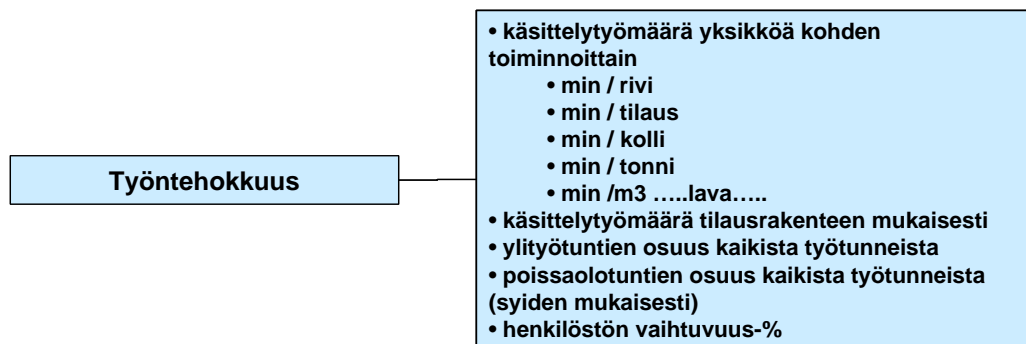 Työntehokkuus
• käsittelytyömäärä yksikköä kohden
toiminnoittain
• min / rivi
• min / tilaus
• min / kolli
• min / tonni
• min /m3 …..lava…..
• käsittelytyömäärä tilausrakenteen mukaisesti
• ylityötuntien osuus kaikista työtunneista
• poissaolotuntien osuus kaikista työtunneista
(syiden mukaisesti)
• henkilöstön vaihtuvuus-%